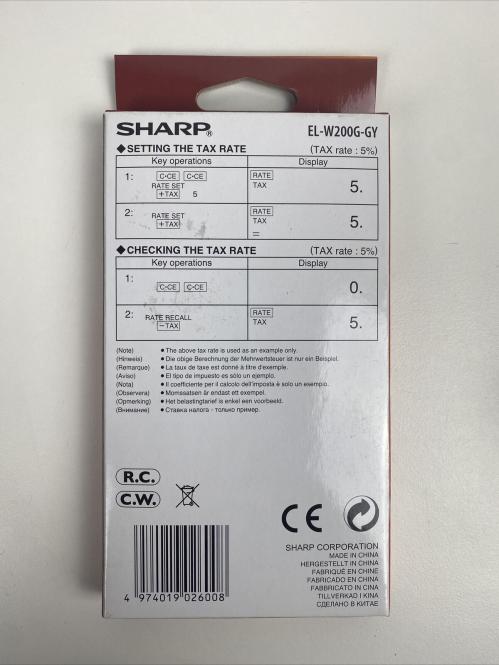 SHARP®
EL-W200G-GY
◆SETTING THE TAX RATE (TAX rate : 5%)
Key operations Display
1: C•CE C•CE RATE
RATE SET TAX 5.
+TAX 5
2: RATE SET RATE
+TAX TAX 5.
=
◆CHECKING THE TAX RATE (TAX rate : 5%)
Key operations Display
1: C•CE C•CE 0.
2: RATE RECALL RATE
−TAX TAX 5.
(Note) ● The above tax rate is used as an example only.
(Hinweis) ● Die obige Berechnung der Mehrwertsteuer ist nur ein Beispiel.
(Remarque) ● La taux de taxe est donné à titre d'exemple.
(Aviso) ● El tipo de impuesto es sólo un ejemplo.
(Nota) ● Il coefficiente per il calcolo dell'imposta è solo un esempio.
(Observera) ● Momssatsen är endast ett exempel.
(Opmerking) ● Het belastingtarief is enkel een voorbeeld.
(Внимание) ● Ставка налога - только пример.
R.C.
C.W.
CE
SHARP CORPORATION
MADE IN CHINA
HERGESTELLT IN CHINA
FABRIQUÉ EN CHINE
FABRICADO EN CHINA
FABBRICATO IN CINA
TILLVERKAD I KINA
СДЕЛАНО В КИТАЕ
4 974019 026008